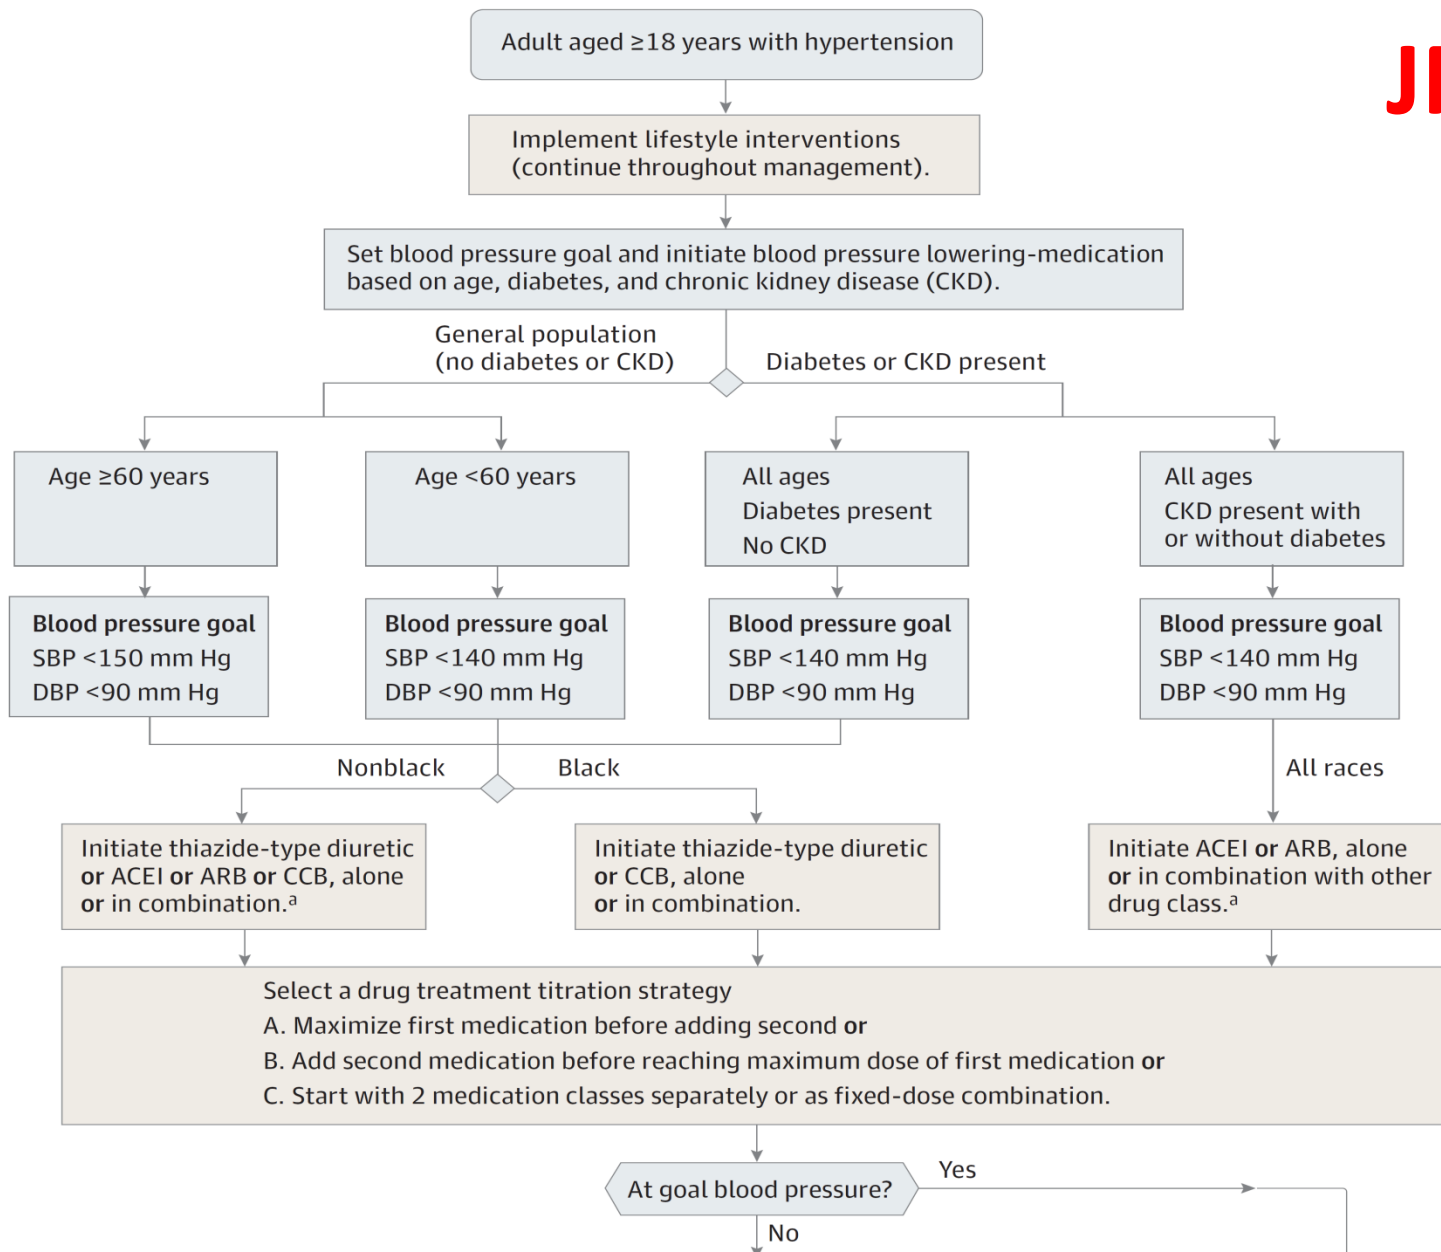 Adult aged ≥18 years with hypertension
Implement lifestyle interventions
(continue throughout management).
Set blood pressure goal and initiate blood pressure lowering-medication
based on age, diabetes, and chronic kidney disease (CKD).
General population
(no diabetes or CKD)
Diabetes or CKD present
Age ≥60 years
Age <60 years
All ages
Diabetes present
No CKD
All ages
CKD present with
or without diabetes
Blood pressure goal
SBP <150 mm Hg
DBP <90 mm Hg
Blood pressure goal
SBP <140 mm Hg
DBP <90 mm Hg
Blood pressure goal
SBP <140 mm Hg
DBP <90 mm Hg
Blood pressure goal
SBP <140 mm Hg
DBP <90 mm Hg
Nonblack
Black
All races
Initiate thiazide-type diuretic
or ACEI or ARB or CCB, alone
or in combination.ᵃ
Initiate thiazide-type diuretic
or CCB, alone
or in combination.
Initiate ACEI or ARB, alone
or in combination with other
drug class.ᵃ
Select a drug treatment titration strategy
A. Maximize first medication before adding second or
B. Add second medication before reaching maximum dose of first medication or
C. Start with 2 medication classes separately or as fixed-dose combination.
At goal blood pressure?
Yes
No